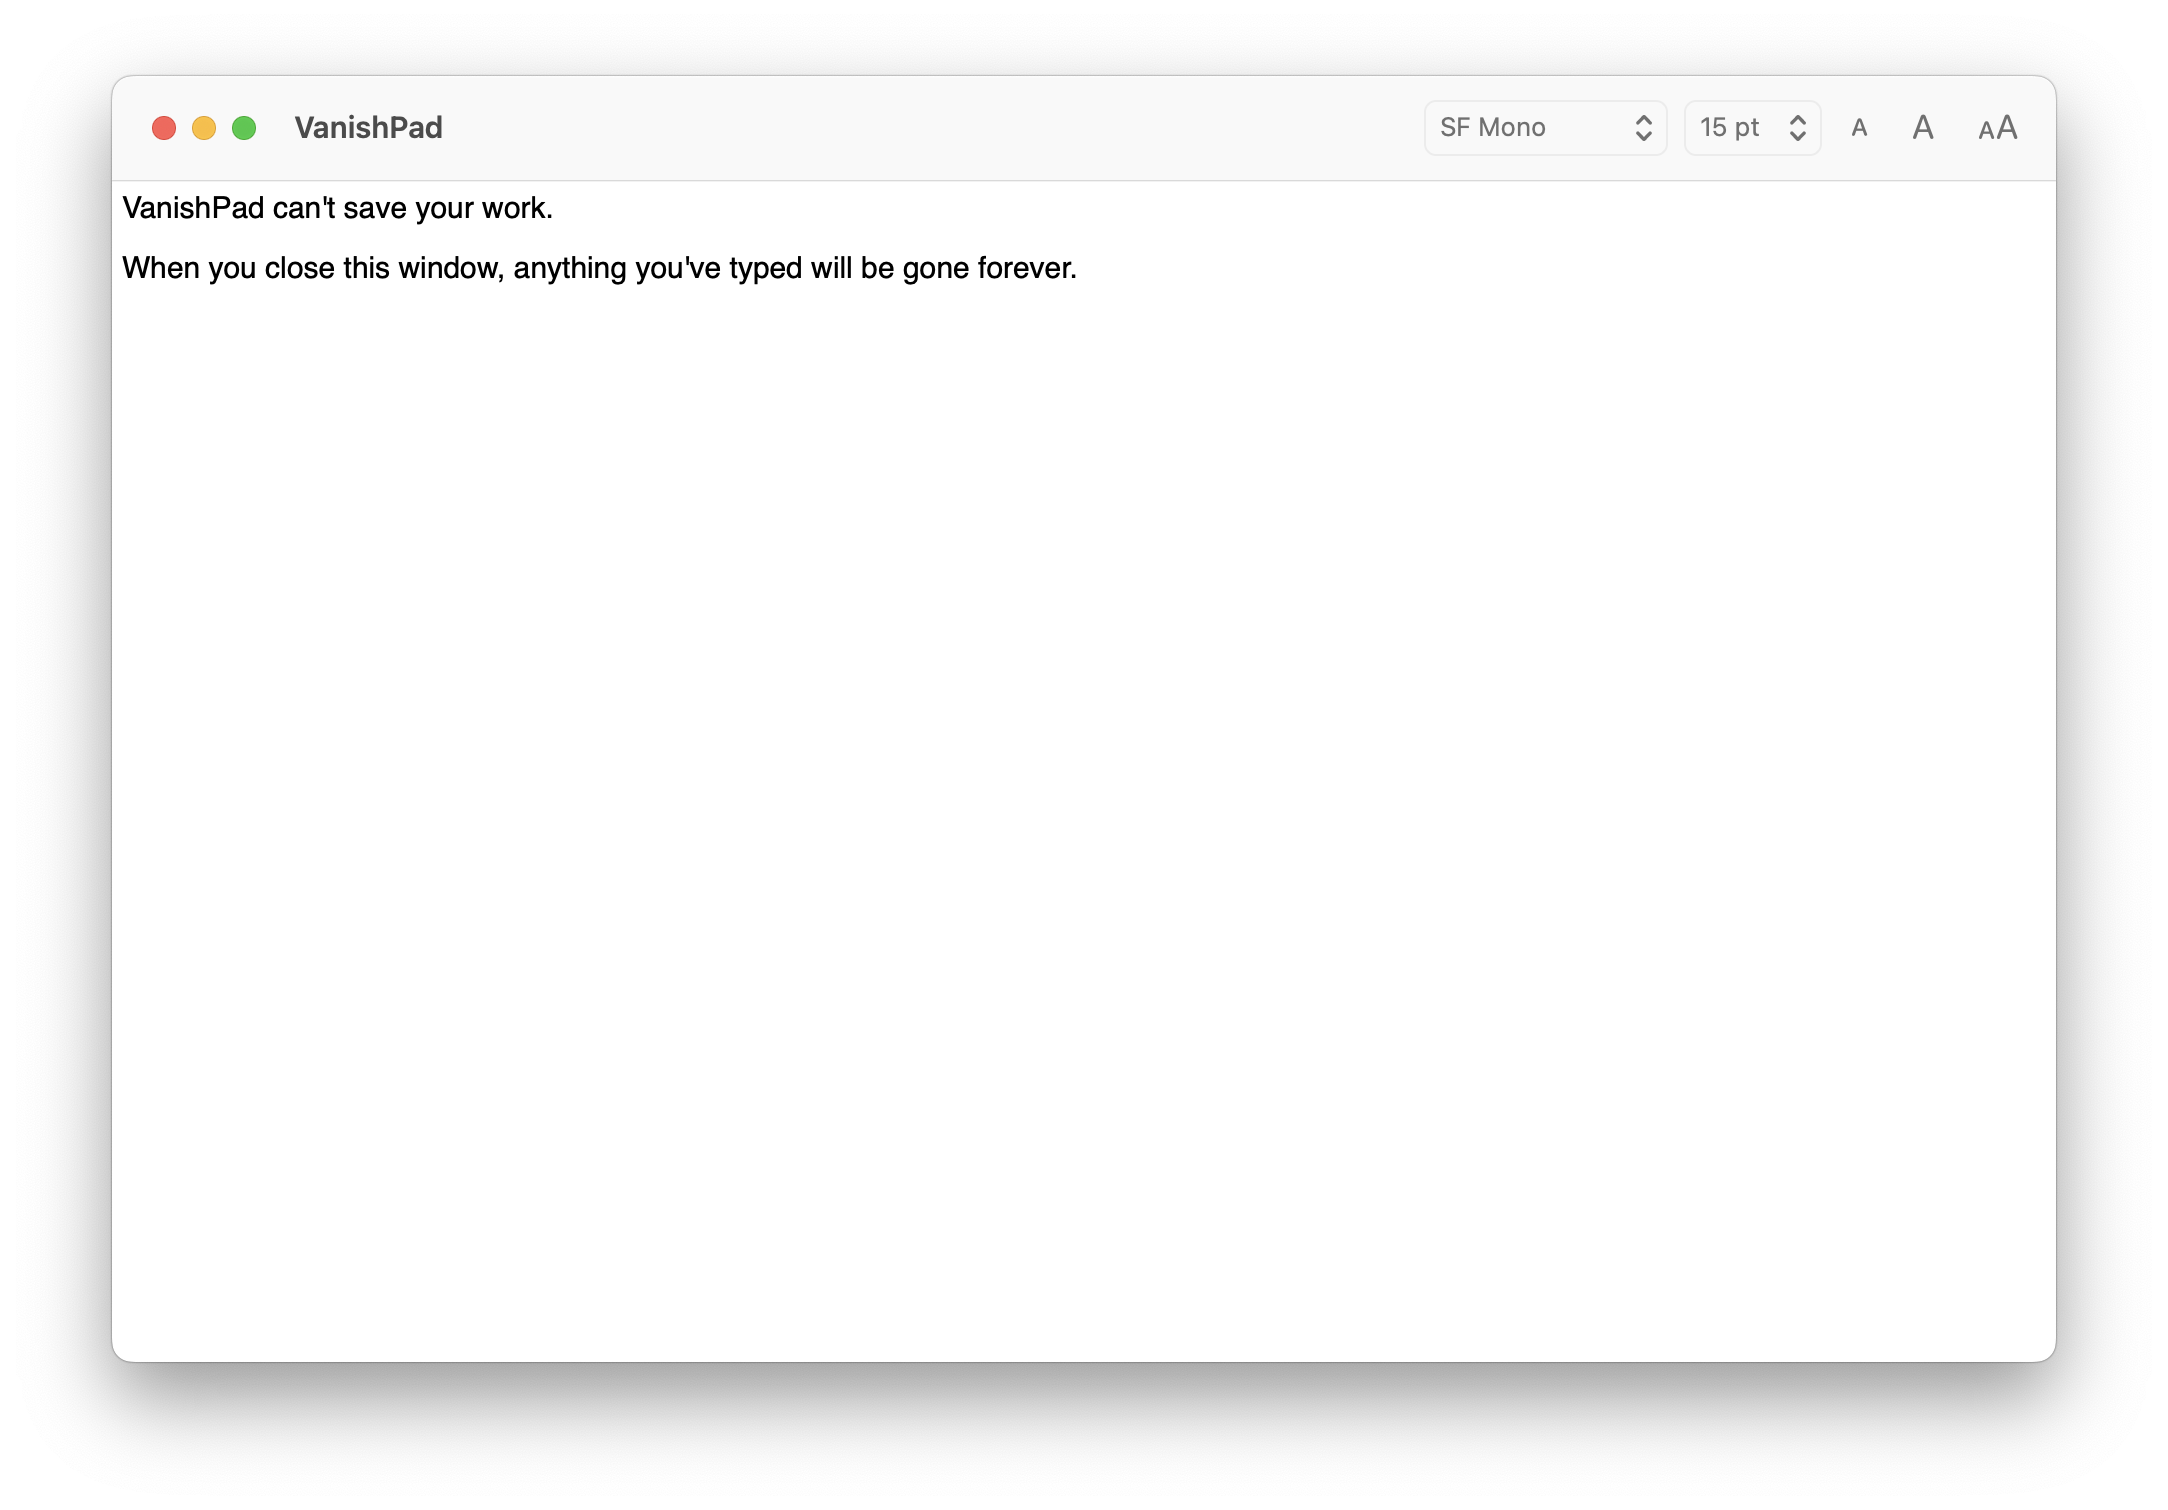 VanishPad
SF Mono
15 pt
A
A
AA
VanishPad can't save your work.
When you close this window, anything you've typed will be gone forever.